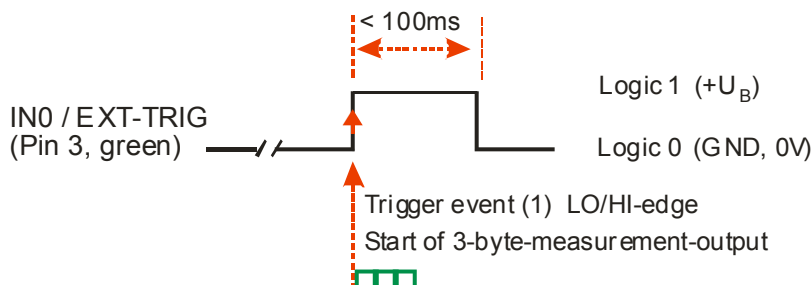 < 100ms
Logic 1 (+UB)
IN0 / EXT-TRIG
(Pin 3, green)
Logic 0 (GND, 0V)
Trigger event (1) LO/HI-edge
Start of 3-byte-measurement-output